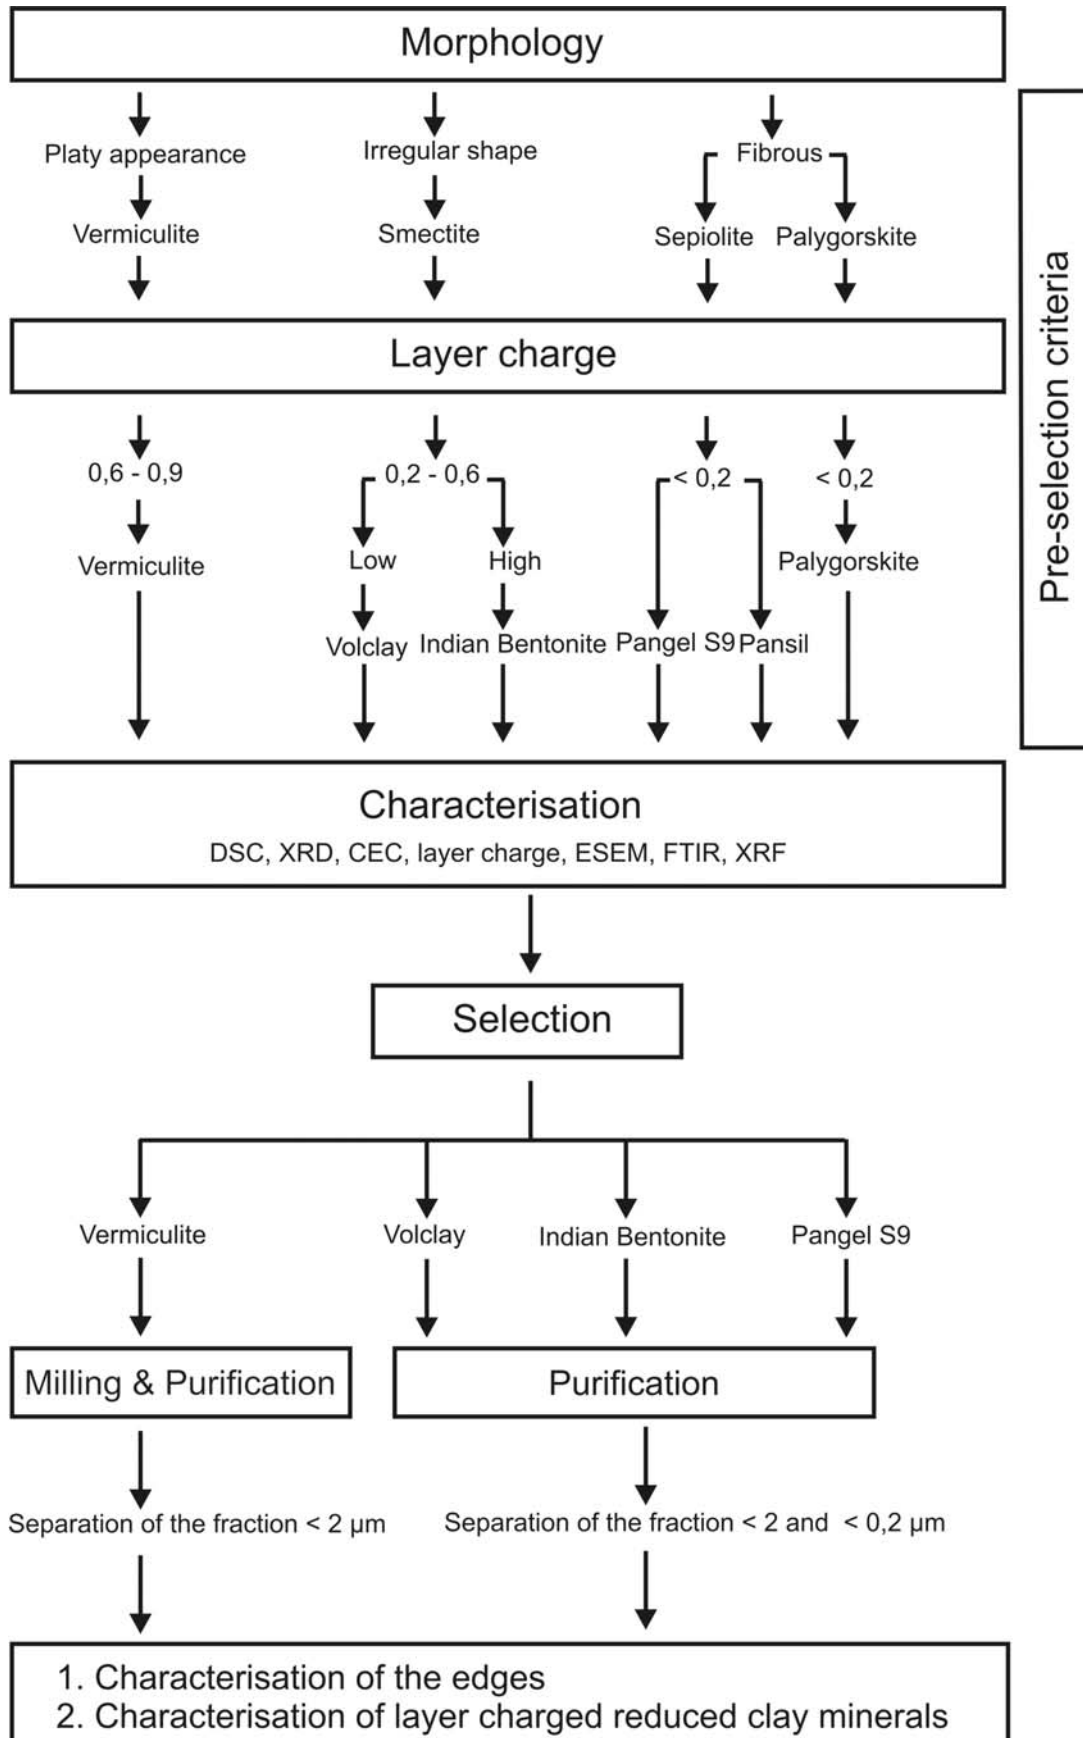 Morphology
Platy appearance
Irregular shape
Fibrous
Vermiculite
Smectite
Sepiolite
Palygorskite
Pre-selection criteria
Layer charge
0,6 - 0,9
0,2 - 0,6
< 0,2
< 0,2
Vermiculite
Low
High
Palygorskite
Volclay
Indian Bentonite
Pangel S9
Pansil
Characterisation
DSC, XRD, CEC, layer charge, ESEM, FTIR, XRF
Selection
Vermiculite
Volclay
Indian Bentonite
Pangel S9
Milling & Purification
Purification
Separation of the fraction < 2 µm
Separation of the fraction < 2 and < 0,2 µm
1. Characterisation of the edges
2. Characterisation of layer charged reduced clay minerals